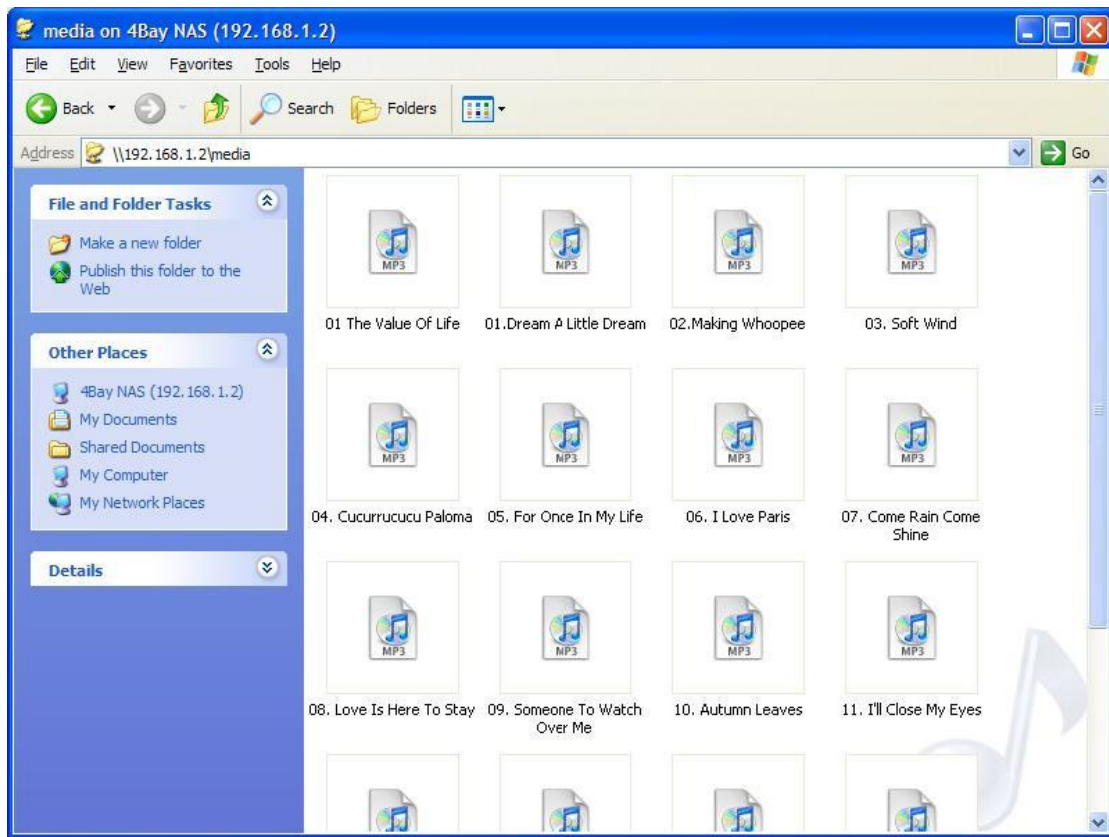 media on 4Bay NAS (192.168.1.2)
File Edit View Favorites Tools Help
Back Search Folders
Address \\192.168.1.2\media Go
File and Folder Tasks
Make a new folder
Publish this folder to the
Web
Other Places
4Bay NAS (192.168.1.2)
My Documents
Shared Documents
My Computer
My Network Places
Details
MP3 MP3 MP3 MP3
01 The Value Of Life 01.Dream A Little Dream 02.Making Whoopee 03. Soft Wind
MP3 MP3 MP3 MP3
04. Cucurrucucu Paloma 05. For Once In My Life 06. I Love Paris 07. Come Rain Come
Shine
MP3 MP3 MP3 MP3
08. Love Is Here To Stay 09. Someone To Watch 10. Autumn Leaves 11. I'll Close My Eyes
Over Me